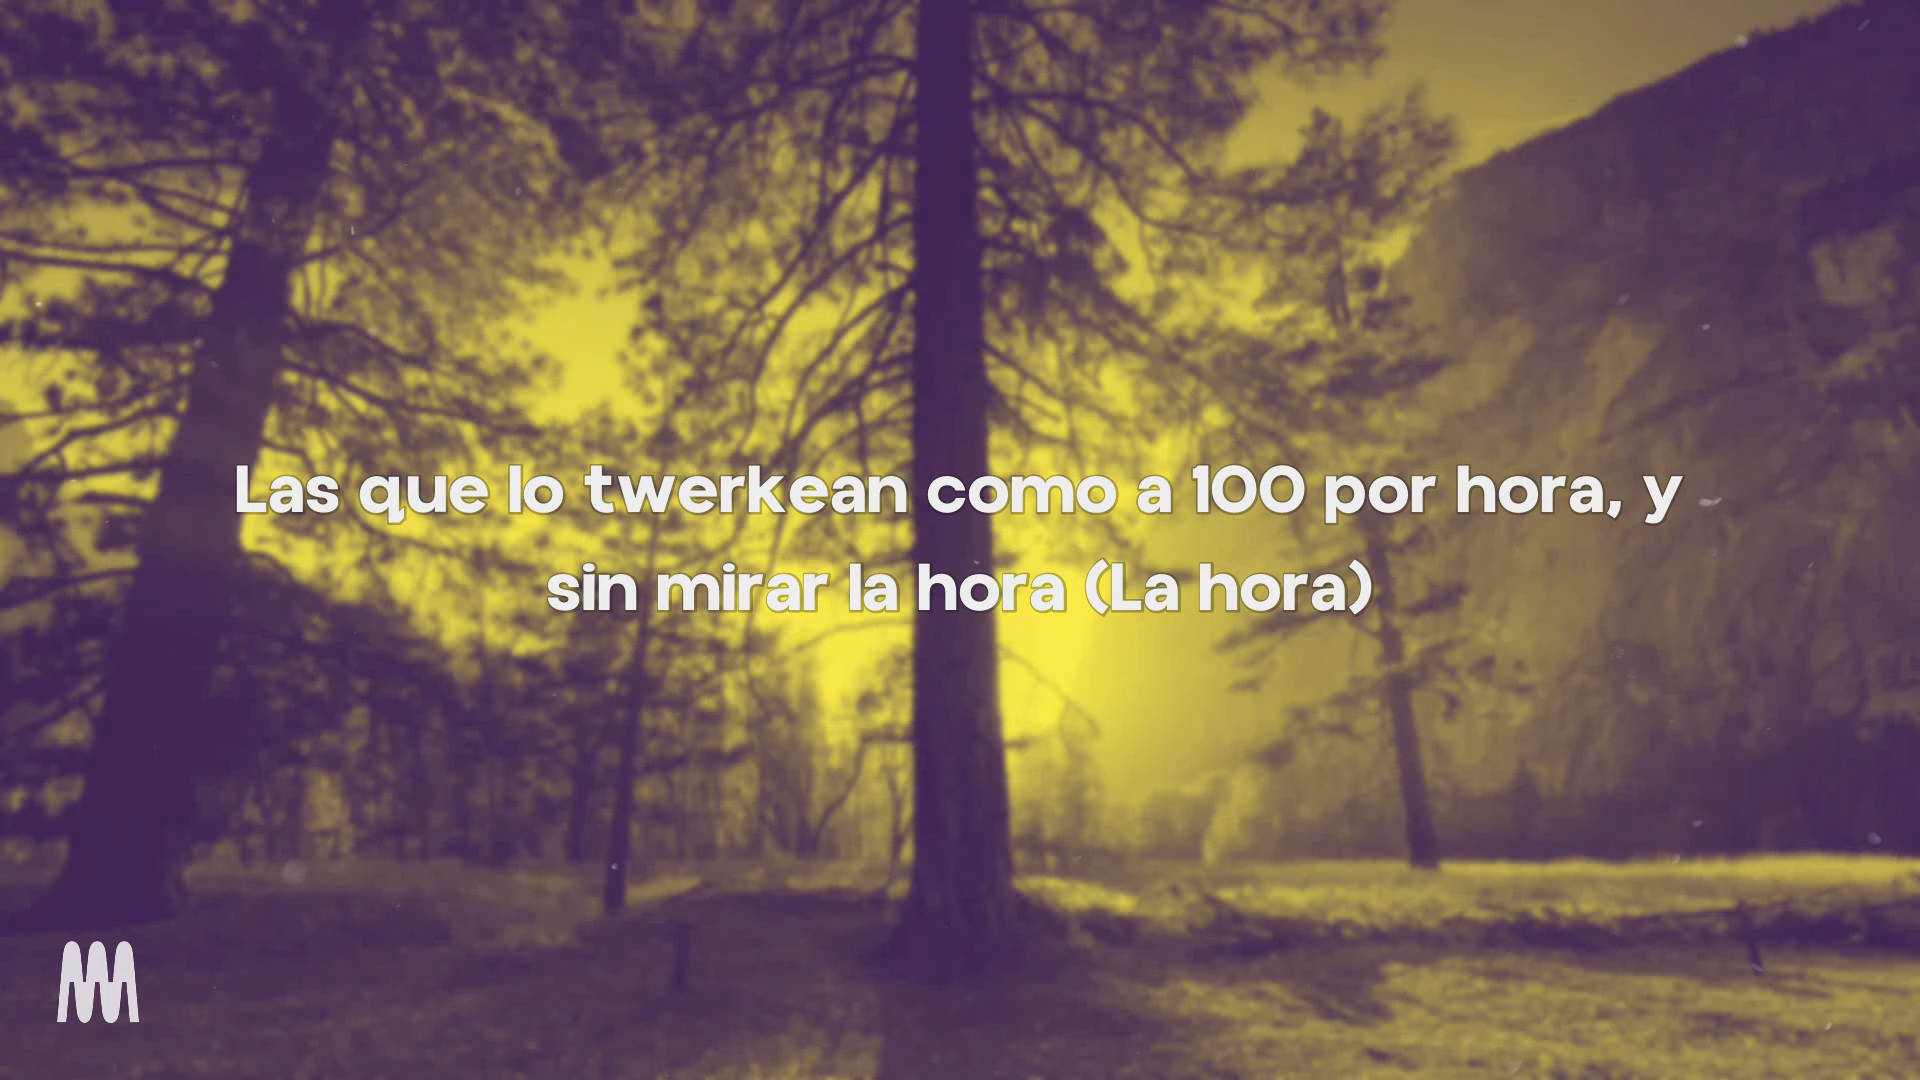 Las que lo twerkean como a 100 por hora, y
sin mirar la hora (La hora)